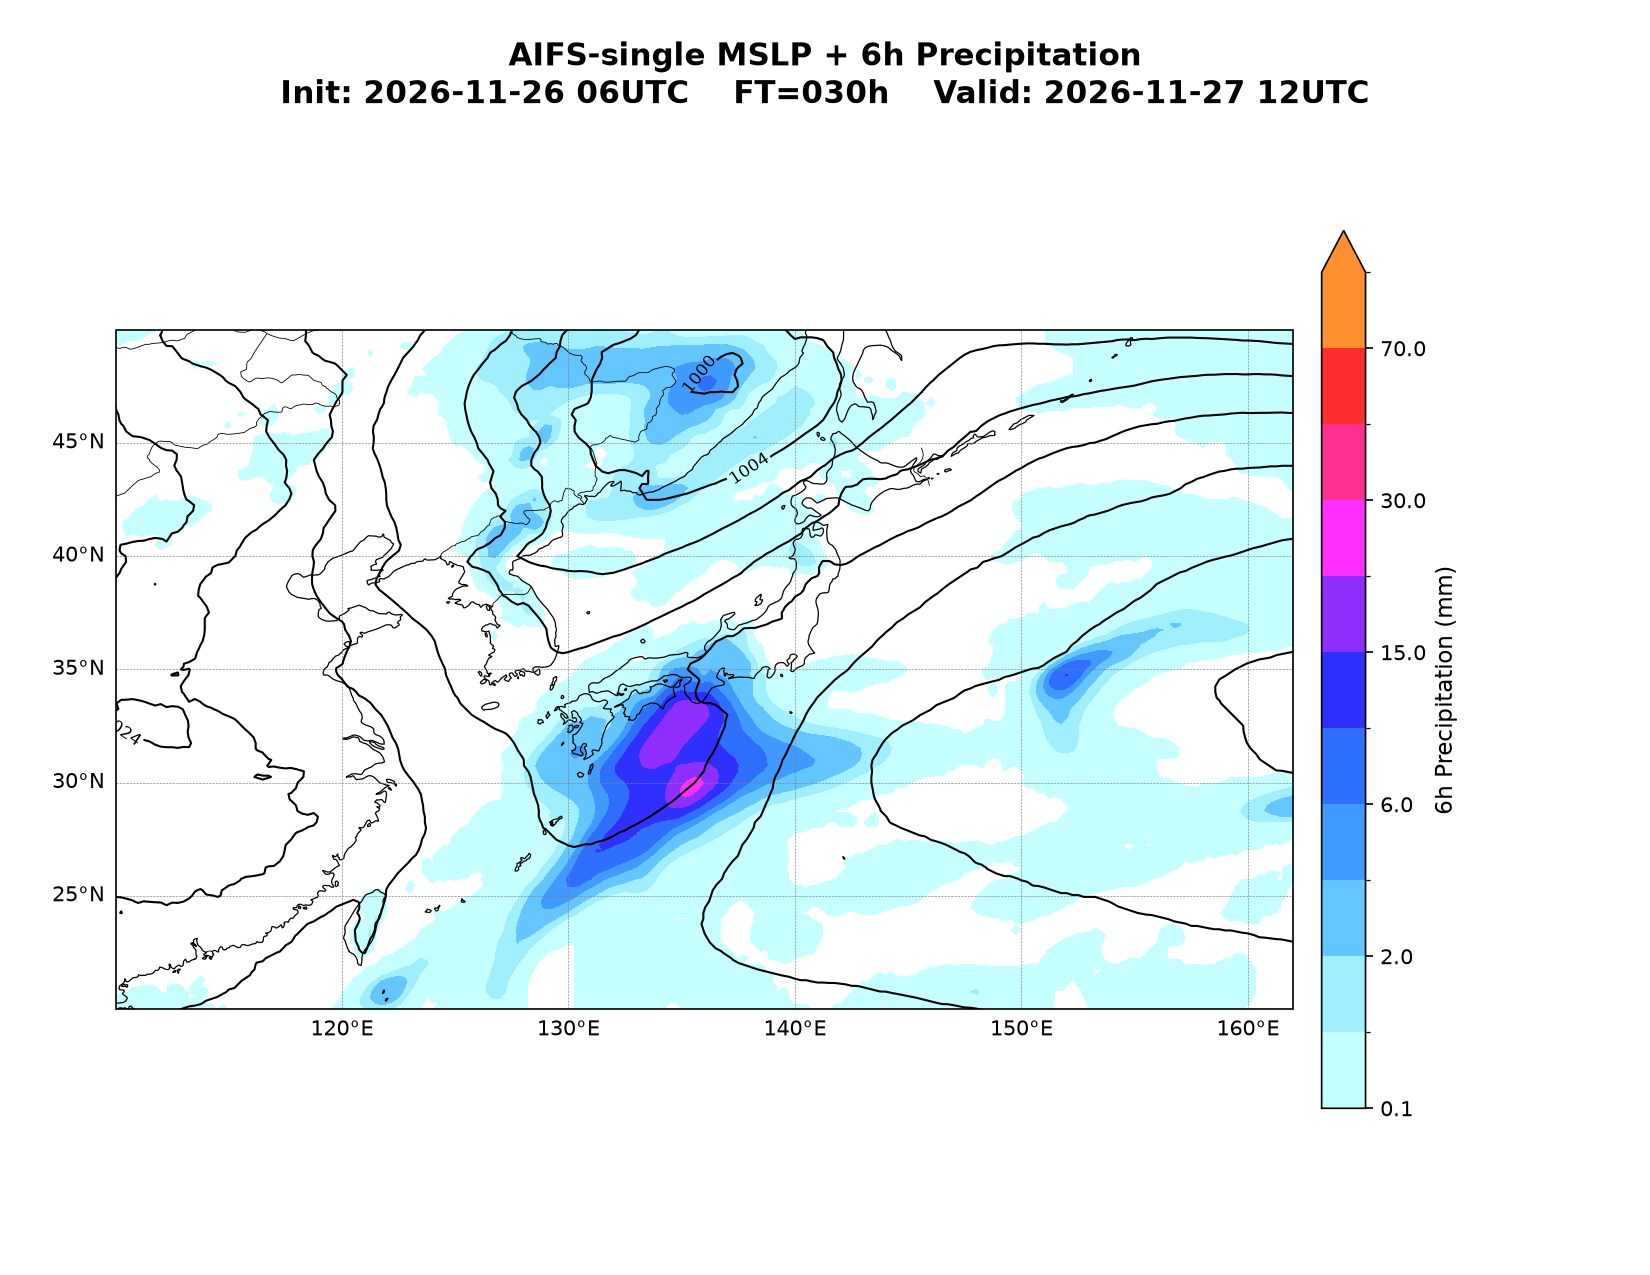 AIFS-single MSLP + 6h Precipitation
Init: 2026-11-26 06UTC    FT=030h    Valid: 2026-11-27 12UTC
1000
1004
024
45°N
40°N
35°N
30°N
25°N
120°E
130°E
140°E
150°E
160°E
70.0
30.0
15.0
6.0
2.0
0.1
6h Precipitation (mm)